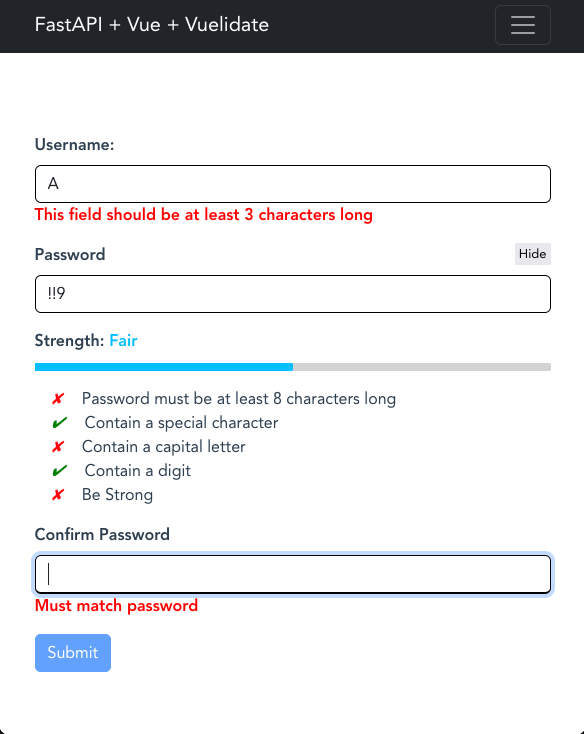 FastAPI + Vue + Vuelidate
Username:
A
This field should be at least 3 characters long
Password Hide
!!9
Strength: Fair
✘ Password must be at least 8 characters long
✔ Contain a special character
✘ Contain a capital letter
✔ Contain a digit
✘ Be Strong
Confirm Password
Must match password
Submit